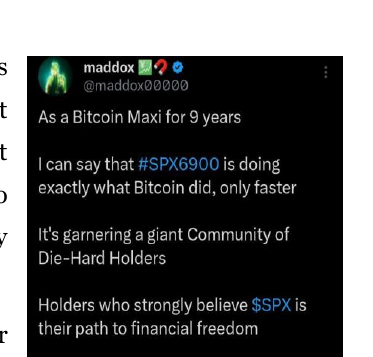 s
maddox
t
@maddox00000
As a Bitcoin Maxi for 9 years
t
I can say that #SPX6900 is doing
exactly what Bitcoin did, only faster
o
It's garnering a giant Community of
y
Die-Hard Holders
Holders who strongly believe $SPX is
r
their path to financial freedom